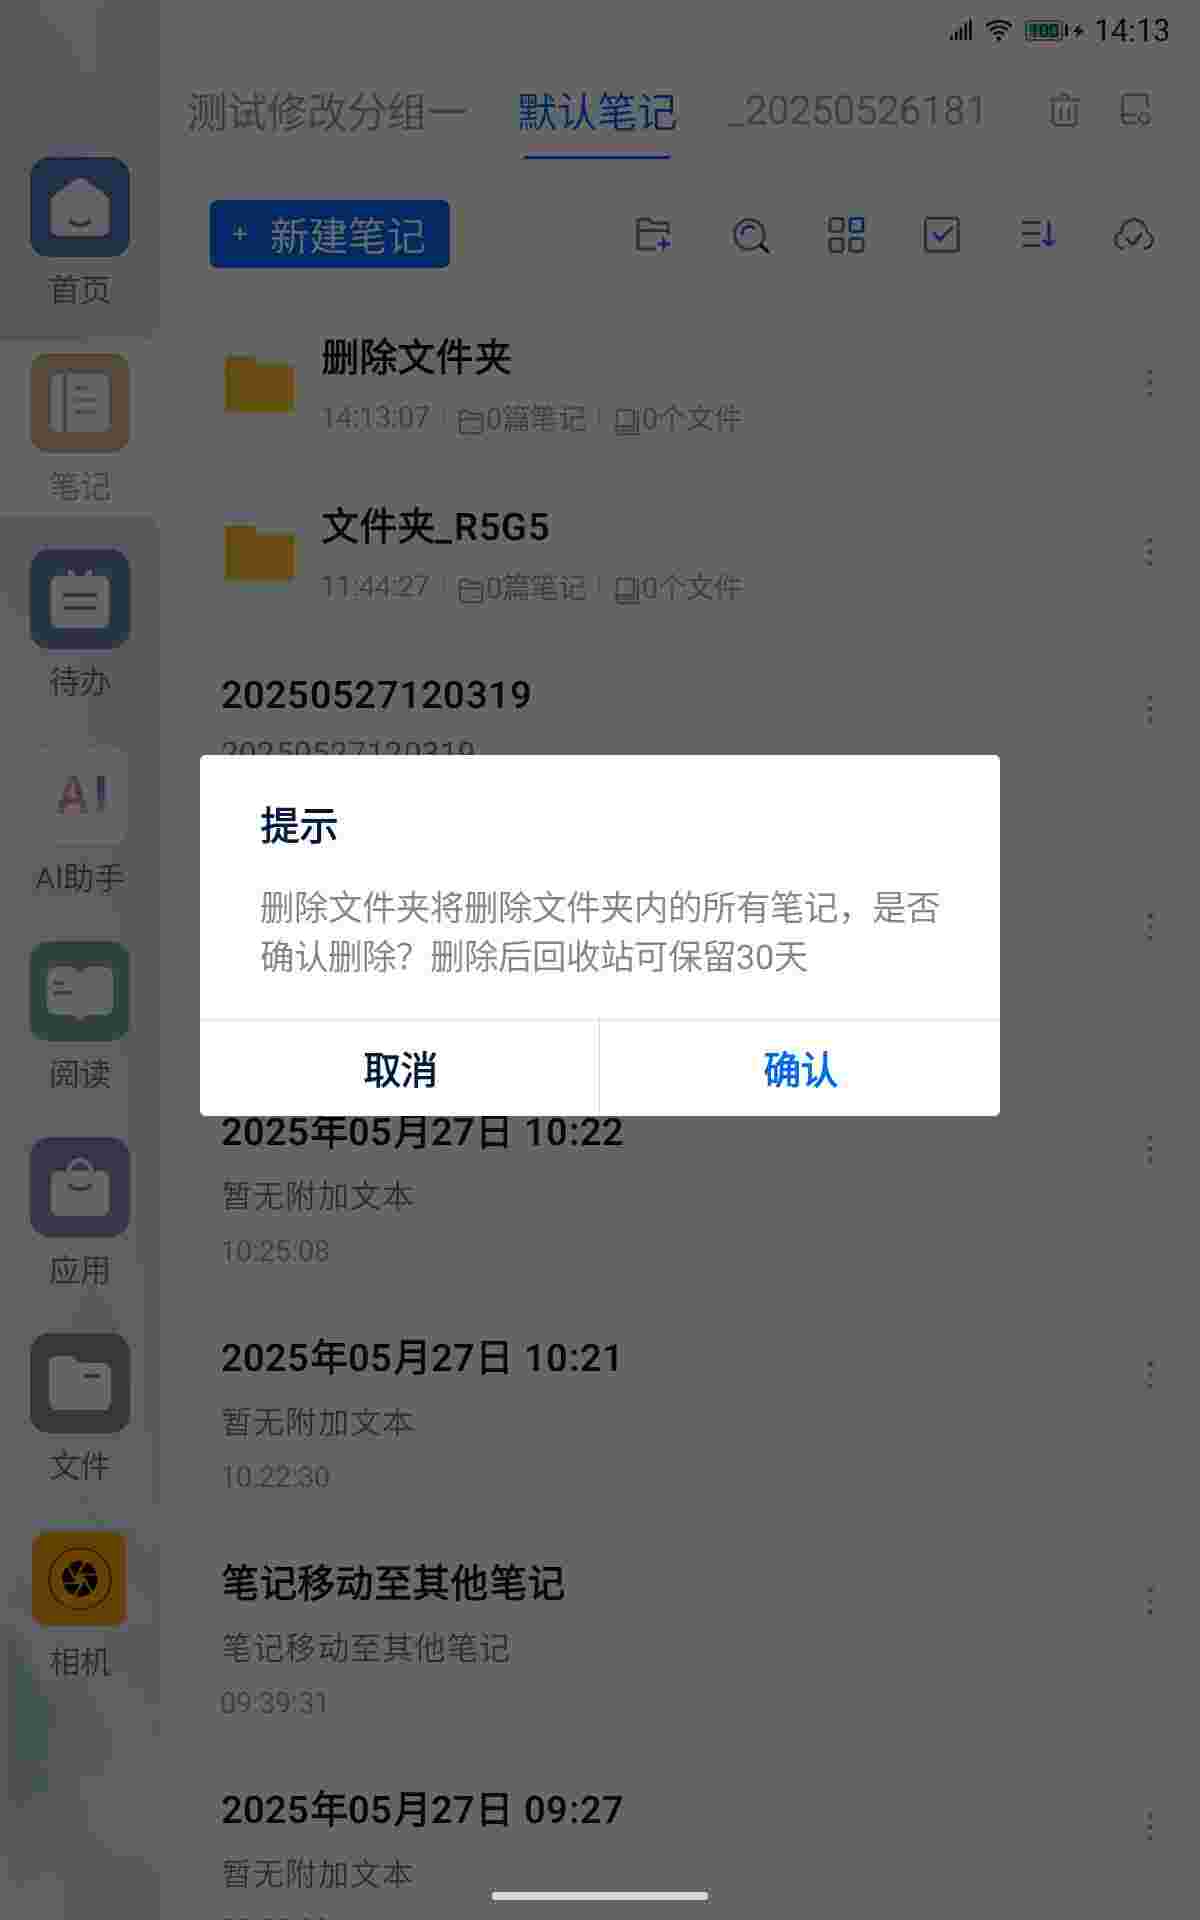 14:13
测试修改分组一
默认笔记
_20250526181
+ 新建笔记
首页
笔记
待办
AI
AI助手
阅读
应用
文件
相机
删除文件夹
14:13:07 0篇笔记 0个文件
文件夹_R5G5
11:44:27 0篇笔记 0个文件
20250527120319
20250527120319
提示
删除文件夹将删除文件夹内的所有笔记，是否
确认删除？删除后回收站可保留30天
取消
确认
2025年05月27日 10:22
暂无附加文本
10:25:08
2025年05月27日 10:21
暂无附加文本
10:22:30
笔记移动至其他笔记
笔记移动至其他笔记
09:39:31
2025年05月27日 09:27
暂无附加文本